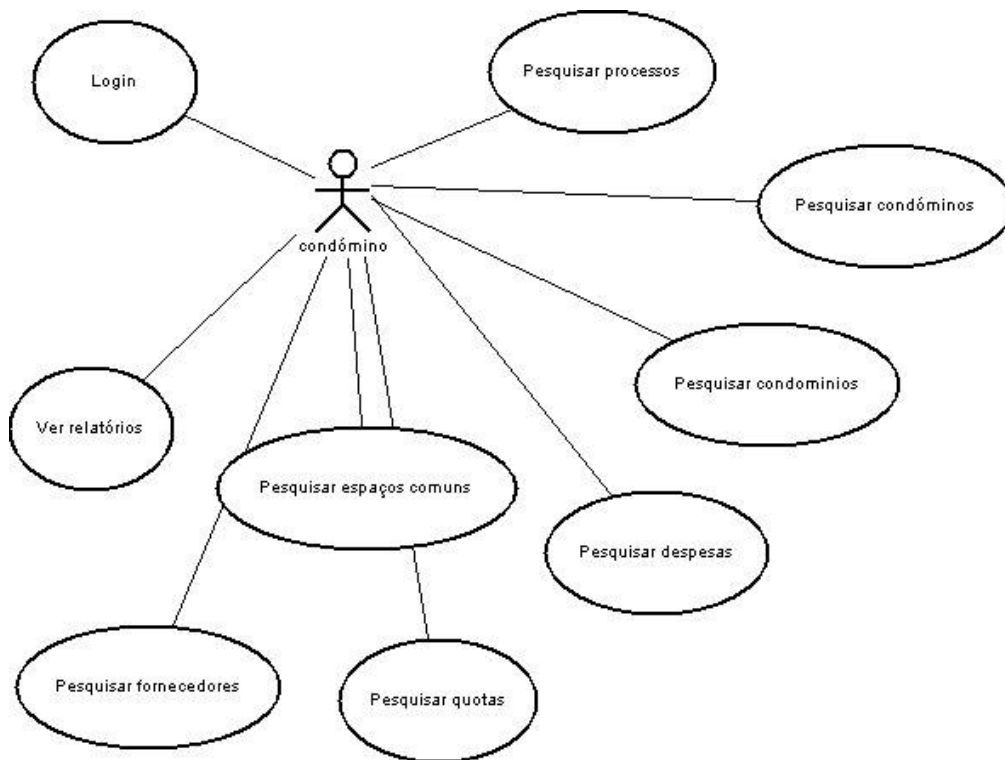 Login
Pesquisar processos
Pesquisar condóminos
condómino
Pesquisar condominios
Ver relatórios
Pesquisar espaços comuns
Pesquisar despesas
Pesquisar fornecedores
Pesquisar quotas